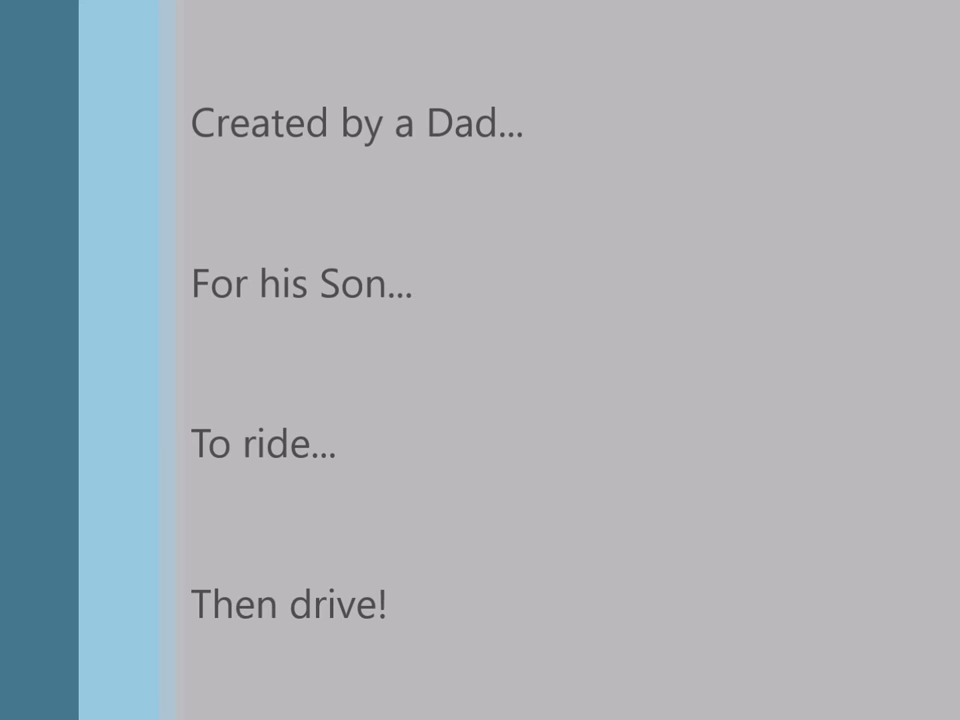 Created by a Dad...
For his Son...
To ride...
Then drive!